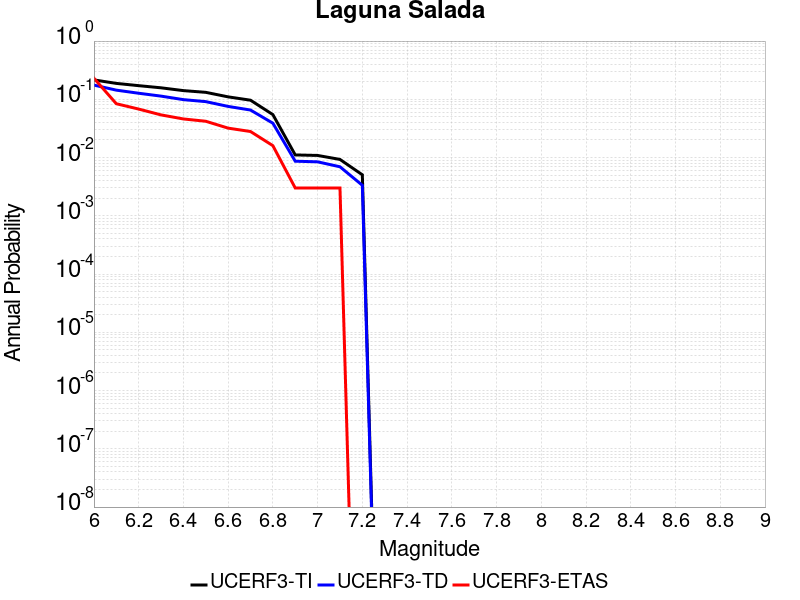 Laguna Salada
10^0
10^-1
10^-2
10^-3
10^-4
10^-5
10^-6
10^-7
10^-8
Annual Probability
6 6.2 6.4 6.6 6.8 7 7.2 7.4 7.6 7.8 8 8.2 8.4 8.6 8.8 9
Magnitude
UCERF3-TI UCERF3-TD UCERF3-ETAS